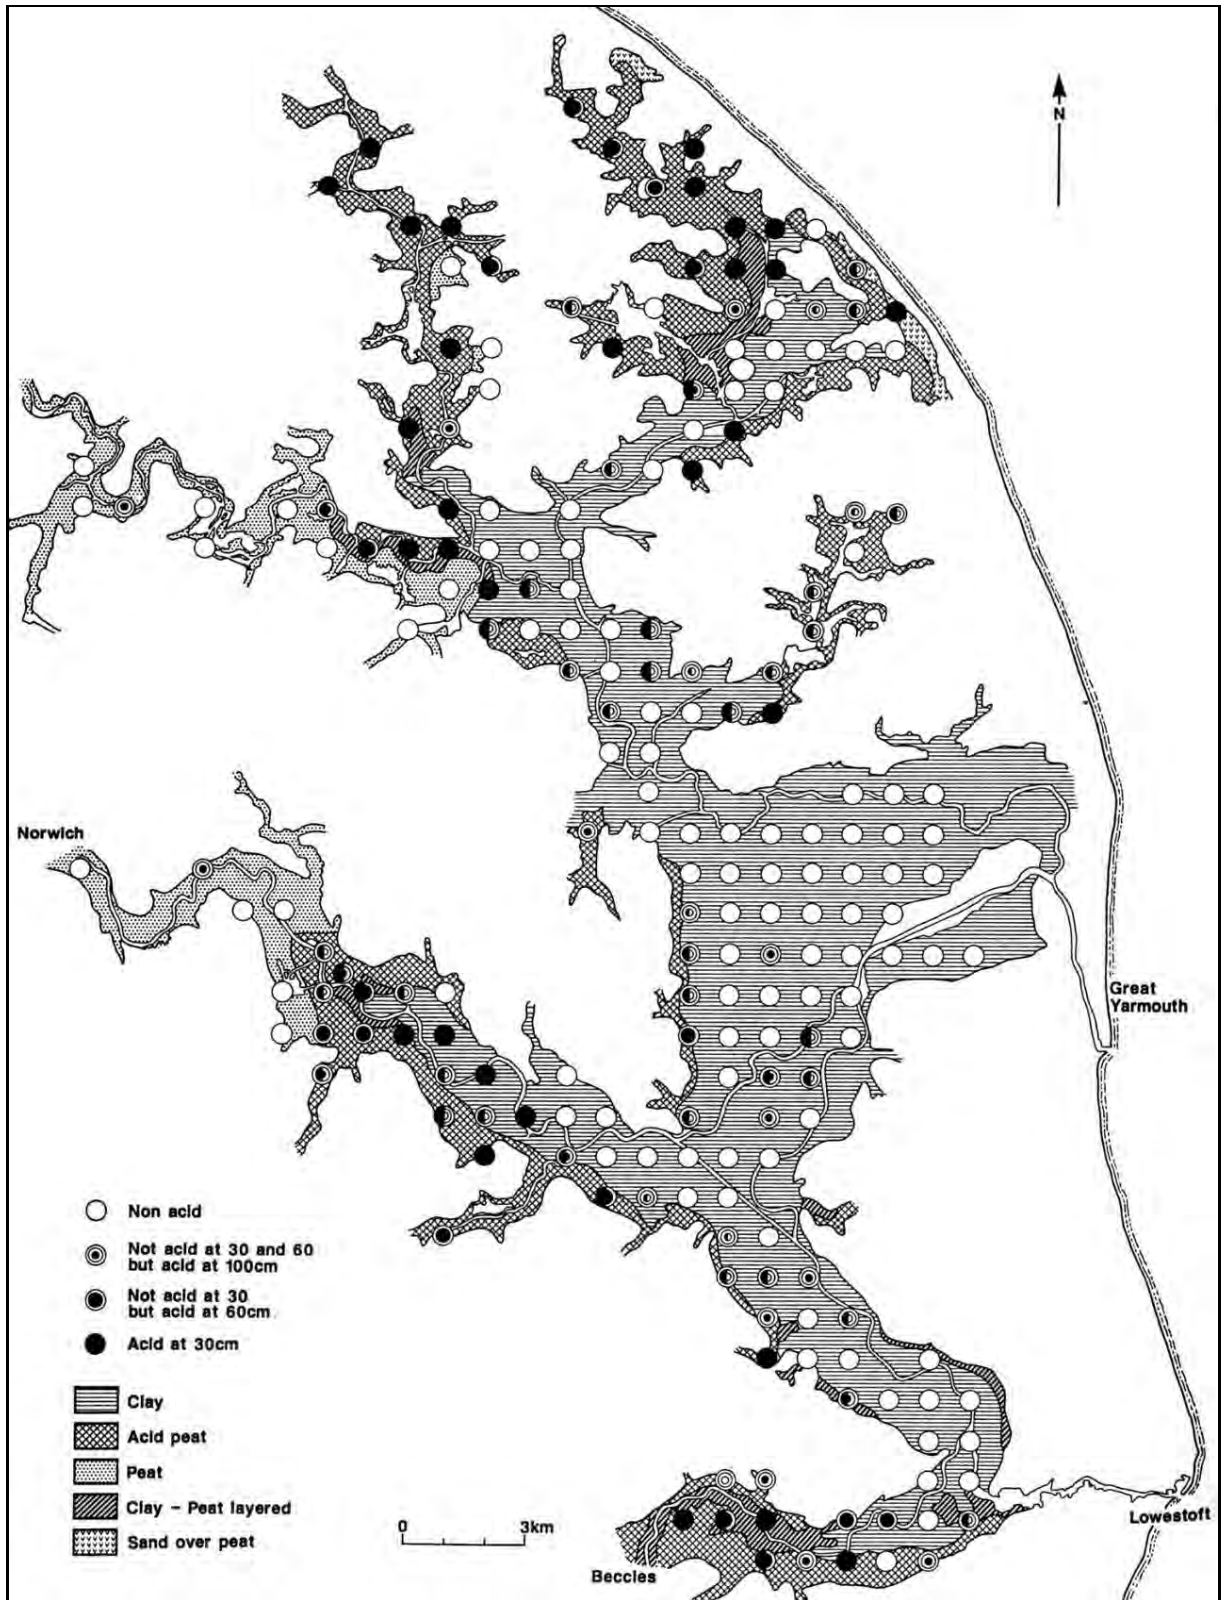 N
Norwich
Great
Yarmouth
Non acid
Not acid at 30 and 60
but acid at 100cm
Not acid at 30
but acid at 60cm
Acid at 30cm
Clay
Acid peat
Peat
Clay - Peat layered
Sand over peat
0 3km
Beccles
Lowestoft